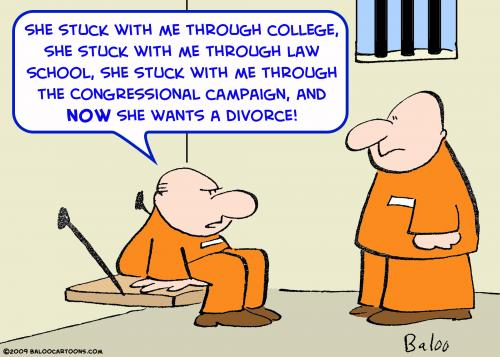 SHE STUCK WITH ME THROUGH COLLEGE,
SHE STUCK WITH ME THROUGH LAW
SCHOOL, SHE STUCK WITH ME THROUGH
THE CONGRESSIONAL CAMPAIGN, AND
NOW SHE WANTS A DIVORCE!
Baloo
©2009 BALOOCARTOONS.COM